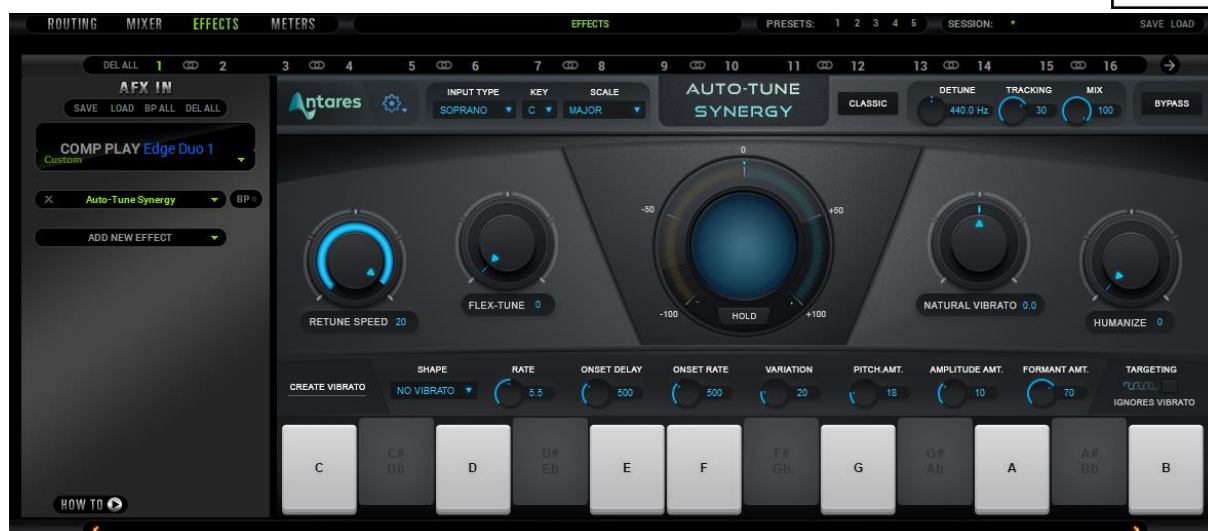 ROUTING MIXER EFFECTS METERS EFFECTS PRESETS: 1 2 3 4 5 SESSION: * SAVE LOAD
DEL ALL 1 2 3 4 5 6 7 8 9 10 11 12 13 14 15 16
AFX IN
SAVE LOAD BP ALL DEL ALL
COMP PLAY Edge Duo 1
Custom
X Auto-Tune Synergy BP
ADD NEW EFFECT
HOW TO
Antares
INPUT TYPE KEY SCALE
SOPRANO C MAJOR
AUTO-TUNE
SYNERGY
CLASSIC
DETUNE TRACKING MIX
440.0 Hz 30 100
BYPASS
0
-50 +50
-100 HOLD +100
RETUNE SPEED 20
FLEX-TUNE 0
NATURAL VIBRATO 0.0
HUMANIZE 0
CREATE VIBRATO
SHAPE RATE ONSET DELAY ONSET RATE VARIATION PITCH.AMT. AMPLITUDE AMT. FORMANT AMT. TARGETING
NO VIBRATO 5.5 500 500 20 18 10 70
IGNORES VIBRATO
C# D# F# G# A#
Db Eb Gb Ab Bb
C D E F G A B